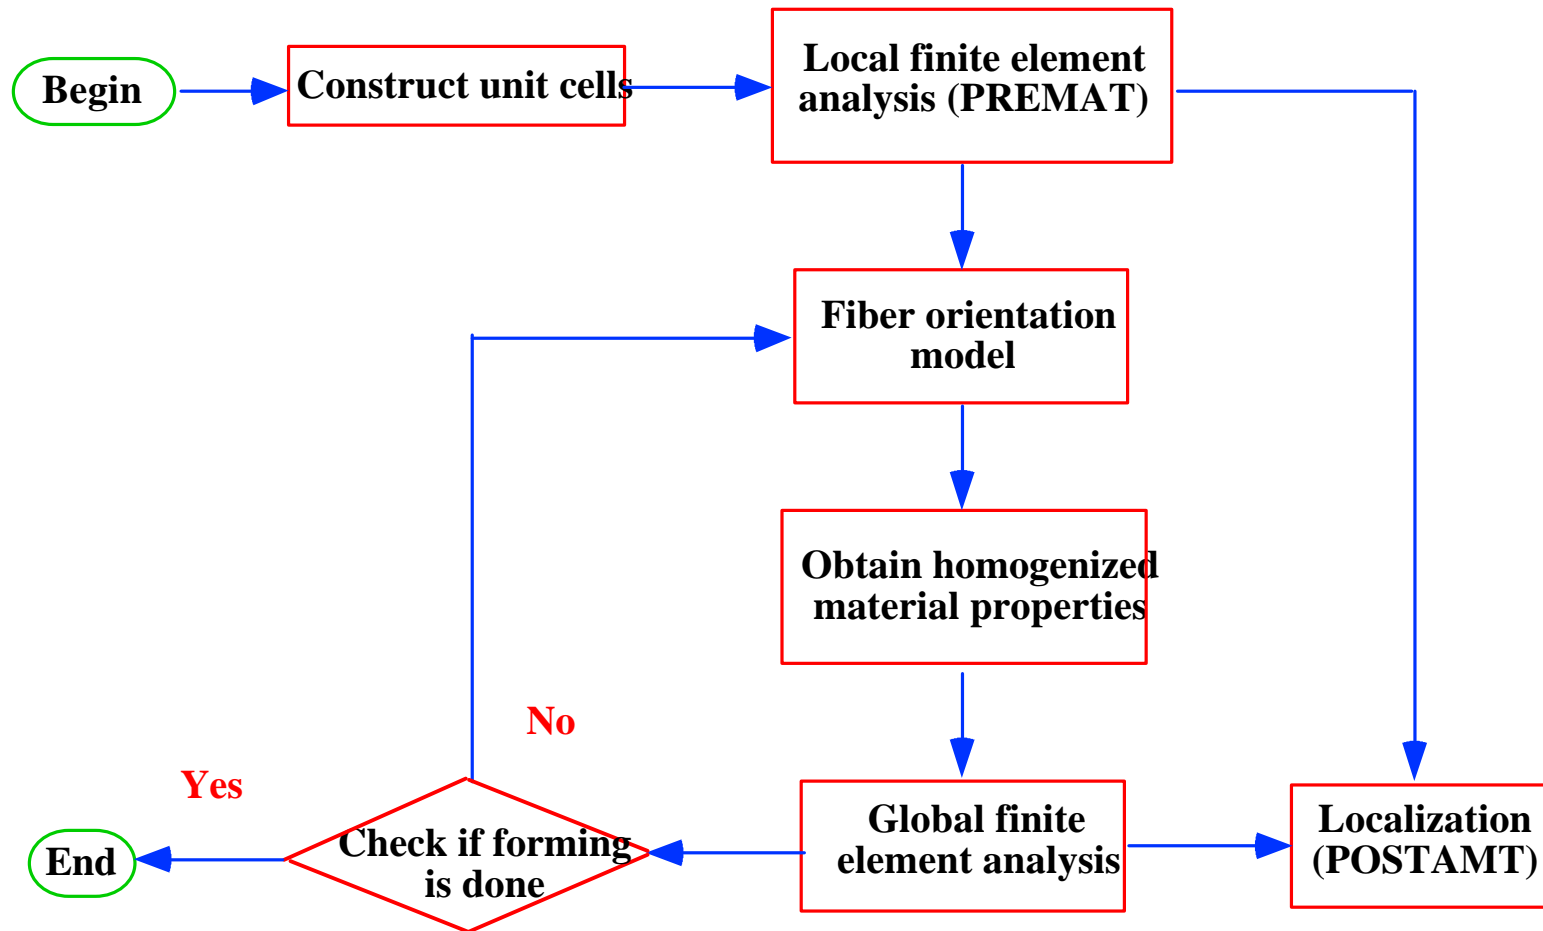 Begin
Construct unit cells
Local finite element
analysis (PREMAT)
Fiber orientation
model
Obtain homogenized
material properties
No
Yes
Global finite
element analysis
Localization
(POSTAMT)
Check if forming
is done
End